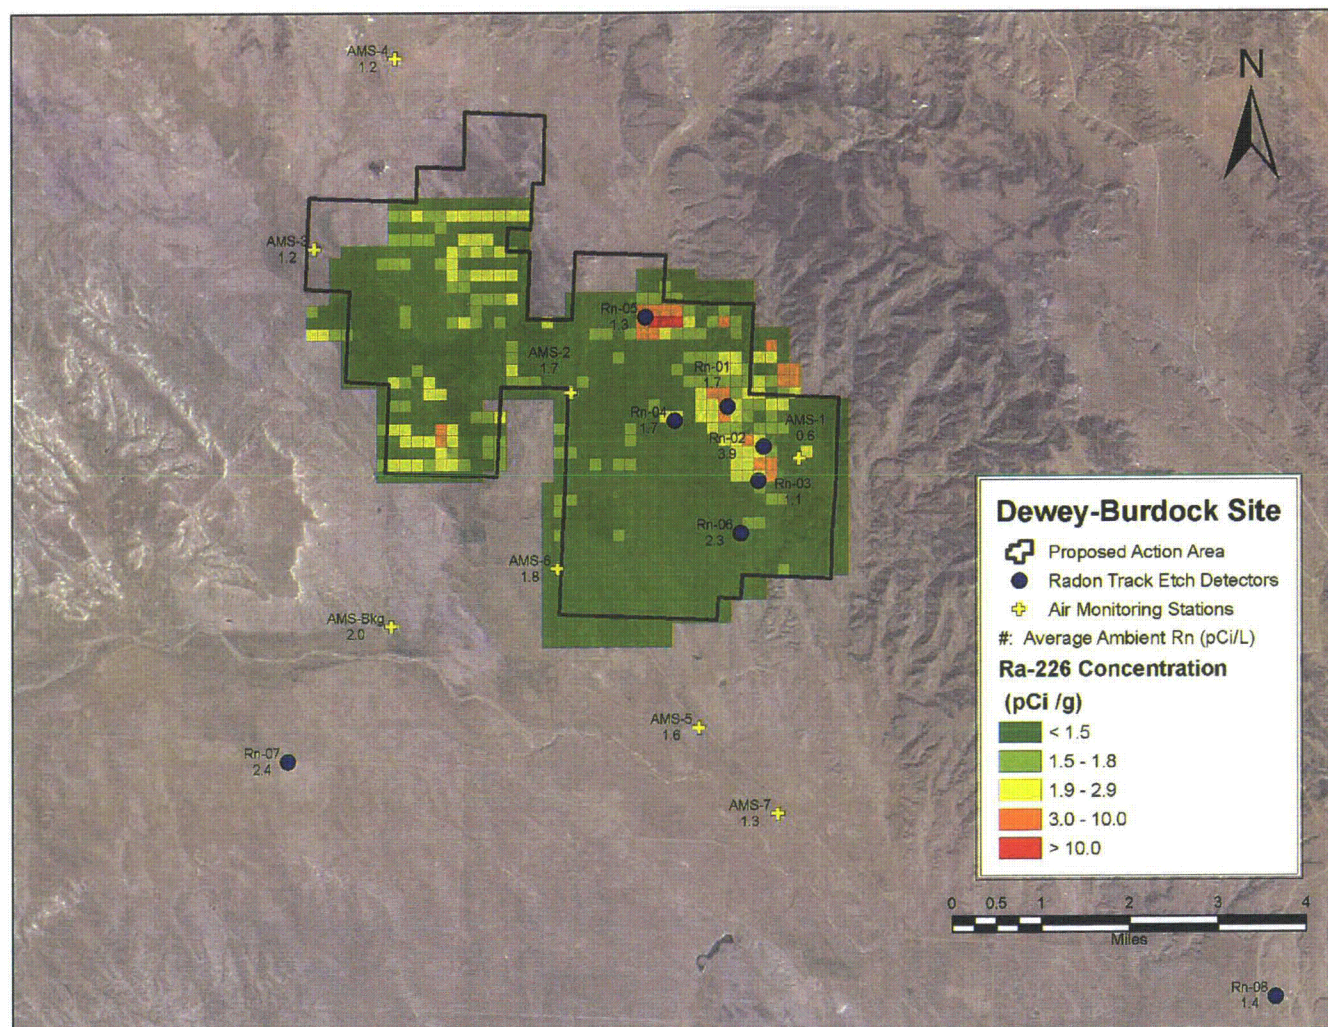 AMS-4
1.2
N
AMS-3
1.2
Rn-05
1.3
AMS-2
1.7
Rn-01
1.7
Rn-04
1.7
AMS-1
0.6
Rn-02
3.9
Rn-03
1.1
Rn-06
2.3
AMS-6
1.8
AMS-Bkg
2.0
AMS-5
1.6
Rn-07
2.4
AMS-7
1.3
Dewey-Burdock Site
Proposed Action Area
Radon Track Etch Detectors
Air Monitoring Stations
#: Average Ambient Rn (pCi/L)
Ra-226 Concentration
(pCi /g)
< 1.5
1.5 - 1.8
1.9 - 2.9
3.0 - 10.0
> 10.0
0 0.5 1 2 3 4
Miles
Rn-08
1.4